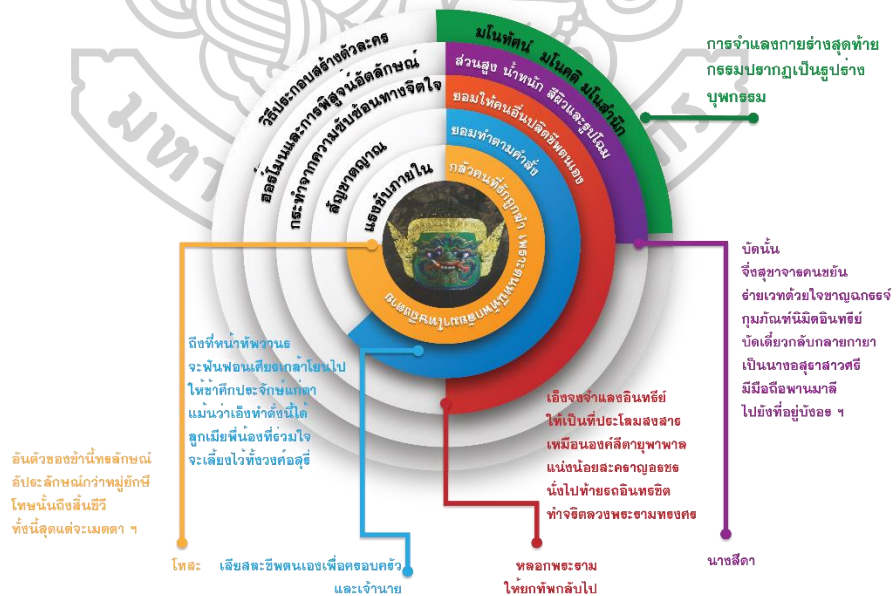 วิธีประกอบสร้างตัวละคร
ฮอร์โมนและการพิสูจน์อัตลักษณ์
กระทำจากความซับซ้อนทางจิตใจ
สัญชาตญาณ
แรงขับภายใน
มโนทัศน์ มโนคติ มโนสำนึก
ส่วนสูง น้ำหนัก สีผิวและรูปโฉม
ยอมให้คนอื่นปลิดชีพตนเอง
ยอมทำตามคำสั่ง
กลัวคนที่รักถูกฆ่า เพราะตน
การจำแลงกายร่างสุดท้าย
กรรมปรากฏเป็นรูปร่าง
บุพกรรม
บัดนั้น
จึ่งสุขาจารคนขยัน
ร่ายเวทด้วยใจชาญฉกรรจ์
กุมภัณฑ์นิมิตอินทรีย์
บัดเดี๋ยวกลับกลายกายา
เป็นนางอสุราสาวศรี
มีมือถือพานมาลี
ไปยังที่อยู่บังอร ฯ
นางสีดา
ถึงที่หน้าทัพวานร
จะฟันฟอนเศียรเกล้าโยนไป
ให้ข้าศึกประจักษ์แก่ตา
แม้นว่าเอ็งทำดั่งนี้ได้
ลูกเมียพี่น้องที่ร่วมใจ
จะเลี้ยงไว้ทั้งวงศ์อสุรี
เสียสละชีพตนเองเพื่อครอบครัว
และเจ้านาย
เอ็งจงจำแลงอินทรีย์
ให้เป็นที่ประโลมสงสาร
เหมือนองค์สีดายุพาพาล
แน่งน้อยสะคราญอรชร
นั่งไปท้ายรถอินทรชิต
ทำจริตลวงพระรามทรงศร
หลอกพระราม
ให้ยกทัพกลับไป
อันตัวของข้านี้ทรลักษณ์
อัประลักษณ์กว่าหมู่ยักษี
โทษนั้นถึงสิ้นชีวี
ทั้งนี้สุดแต่จะเมตตา ฯ
โทสะ